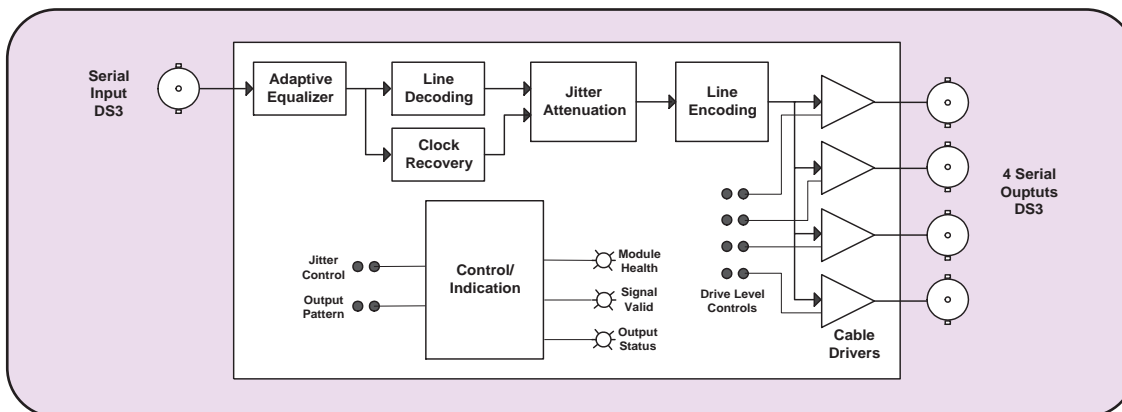 Serial
Input
DS3
Adaptive
Equalizer
Line
Decoding
Clock
Recovery
Jitter
Attenuation
Line
Encoding
4 Serial
Ouptuts
DS3
Jitter
Control
Output
Pattern
Control/
Indication
Module
Health
Signal
Valid
Output
Status
Drive Level
Controls
Cable
Drivers